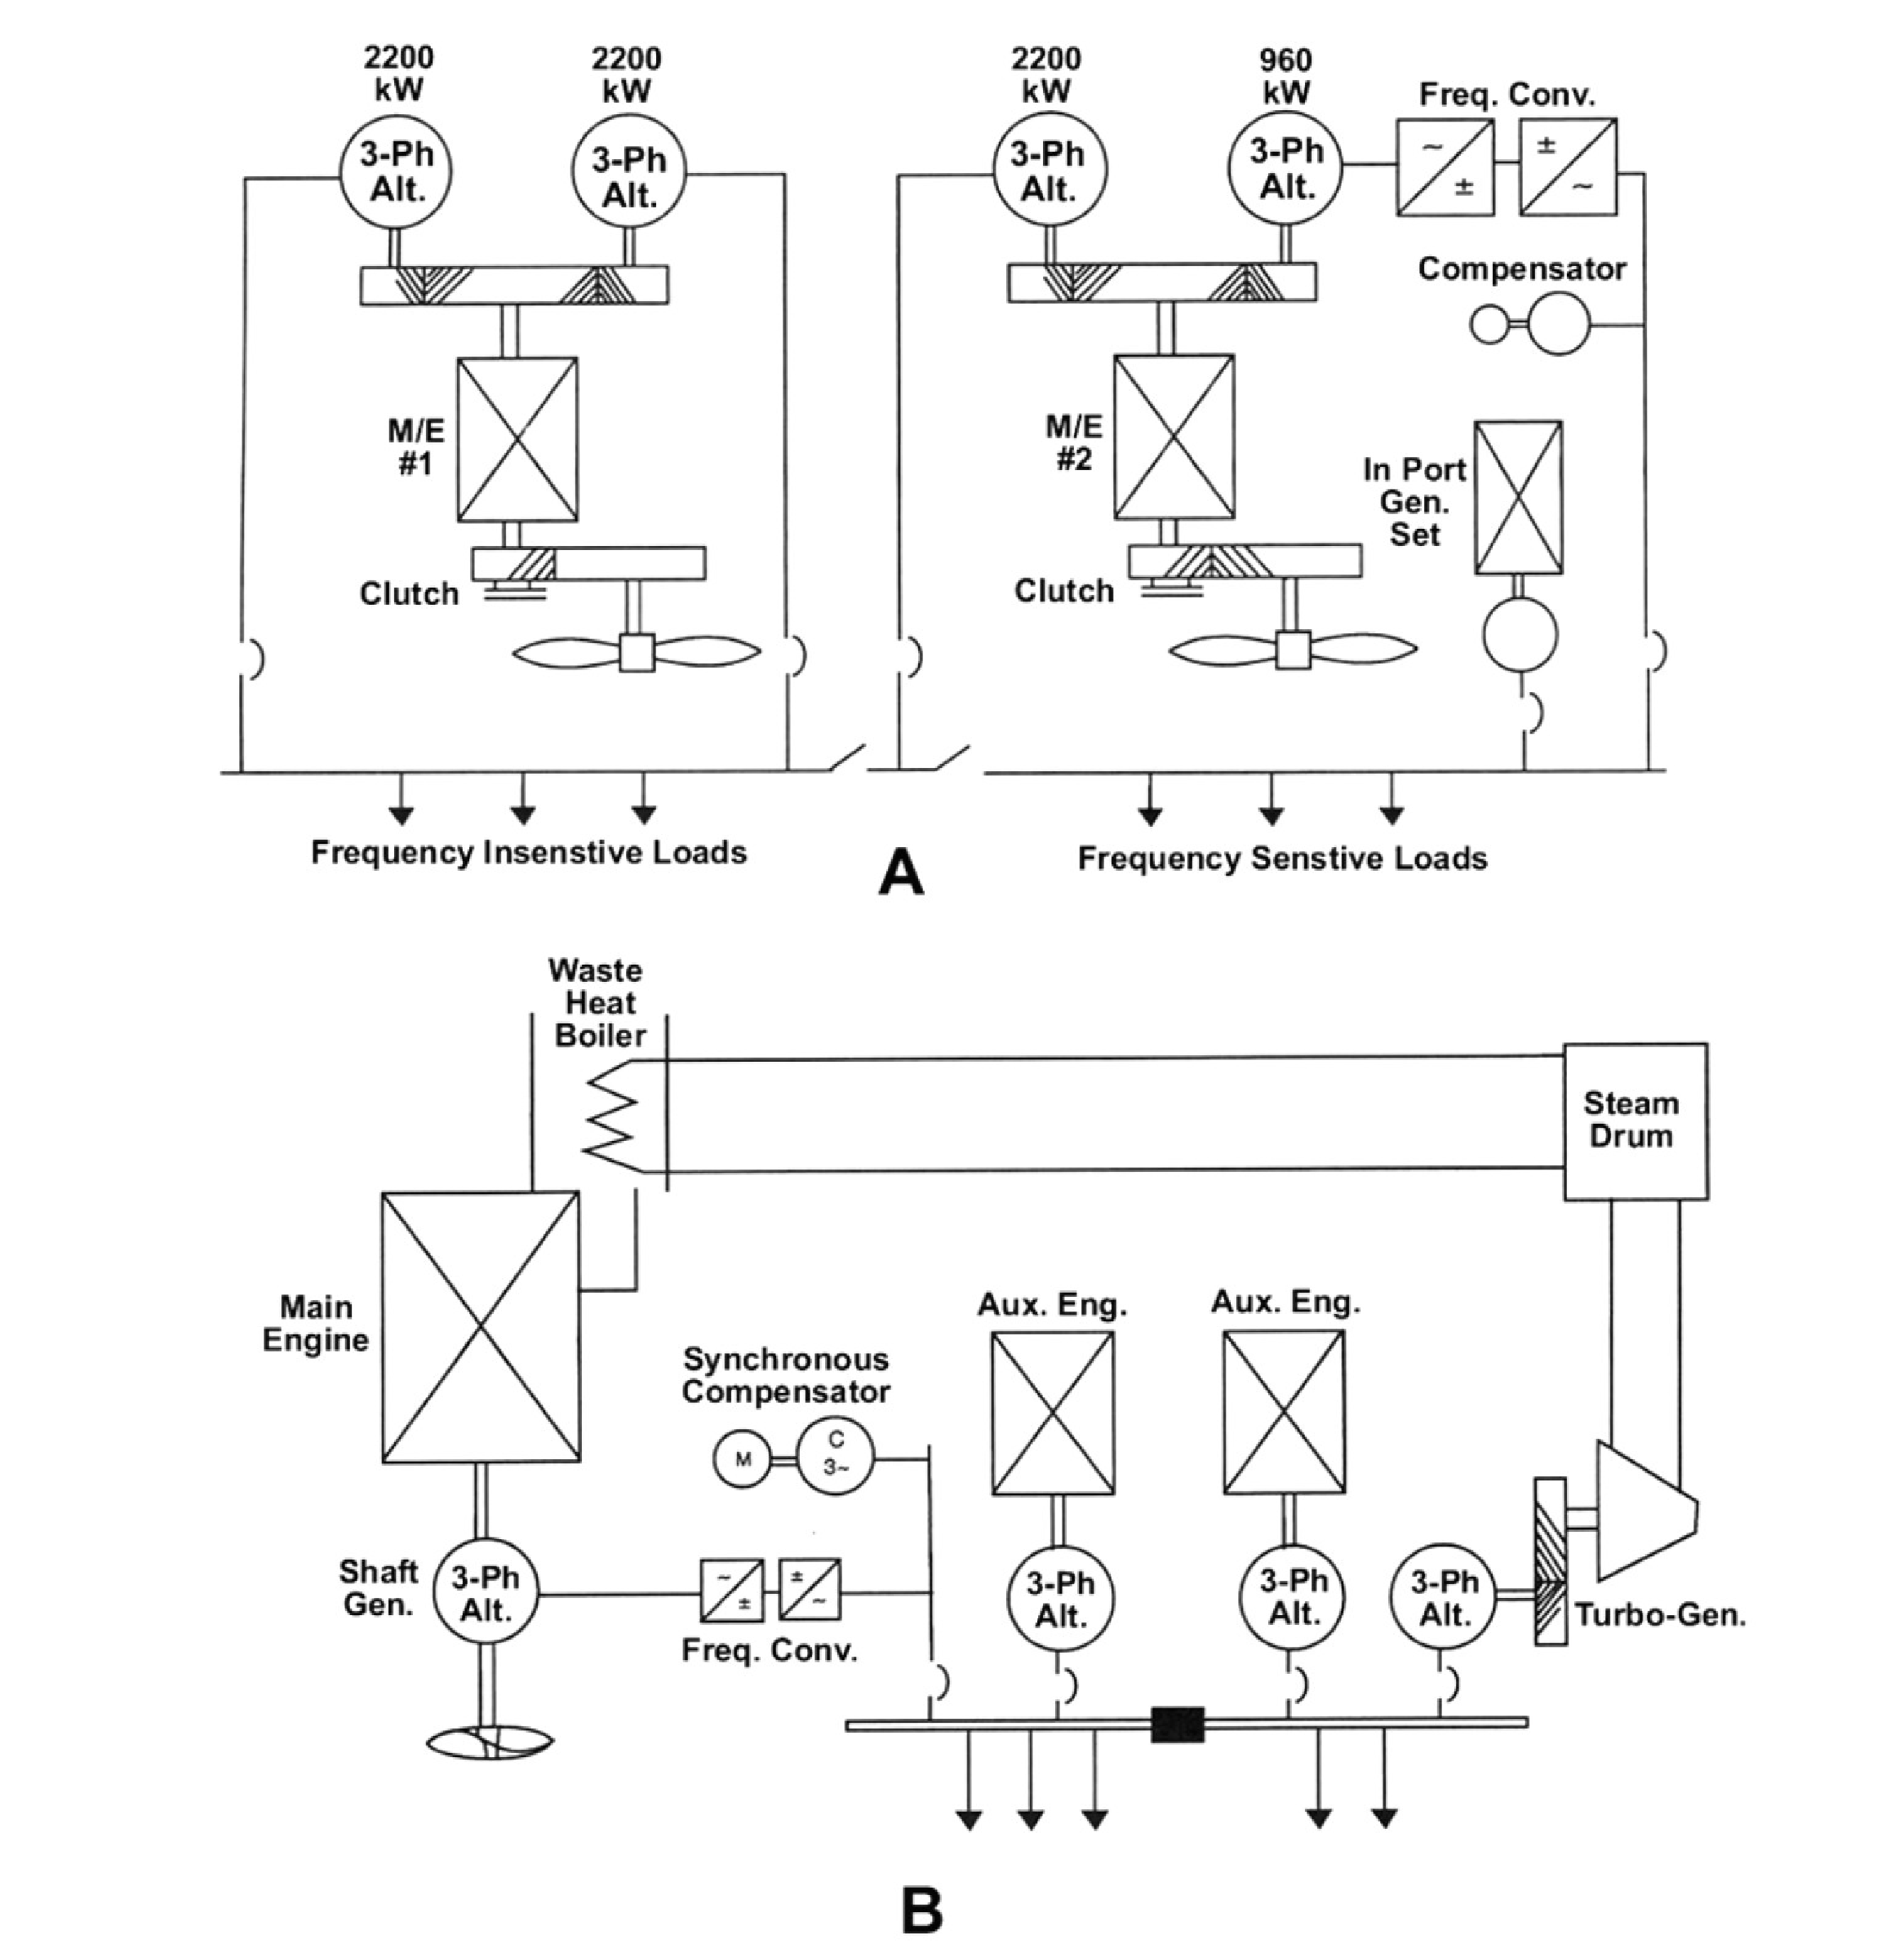 2200
kW
2200
kW
2200
kW
960
kW
Freq. Conv.
3-Ph
Alt.
3-Ph
Alt.
3-Ph
Alt.
3-Ph
Alt.
~
±
±
~
Compensator
M/E
#1
M/E
#2
In Port
Gen.
Set
Clutch
Clutch
Frequency Insenstive Loads
Frequency Senstive Loads
A
Waste
Heat
Boiler
Steam
Drum
Main
Engine
Aux. Eng.
Aux. Eng.
Synchronous
Compensator
M
C
3~
Shaft
Gen.
3-Ph
Alt.
~
±
±
~
Freq. Conv.
3-Ph
Alt.
3-Ph
Alt.
3-Ph
Alt.
Turbo-Gen.
B